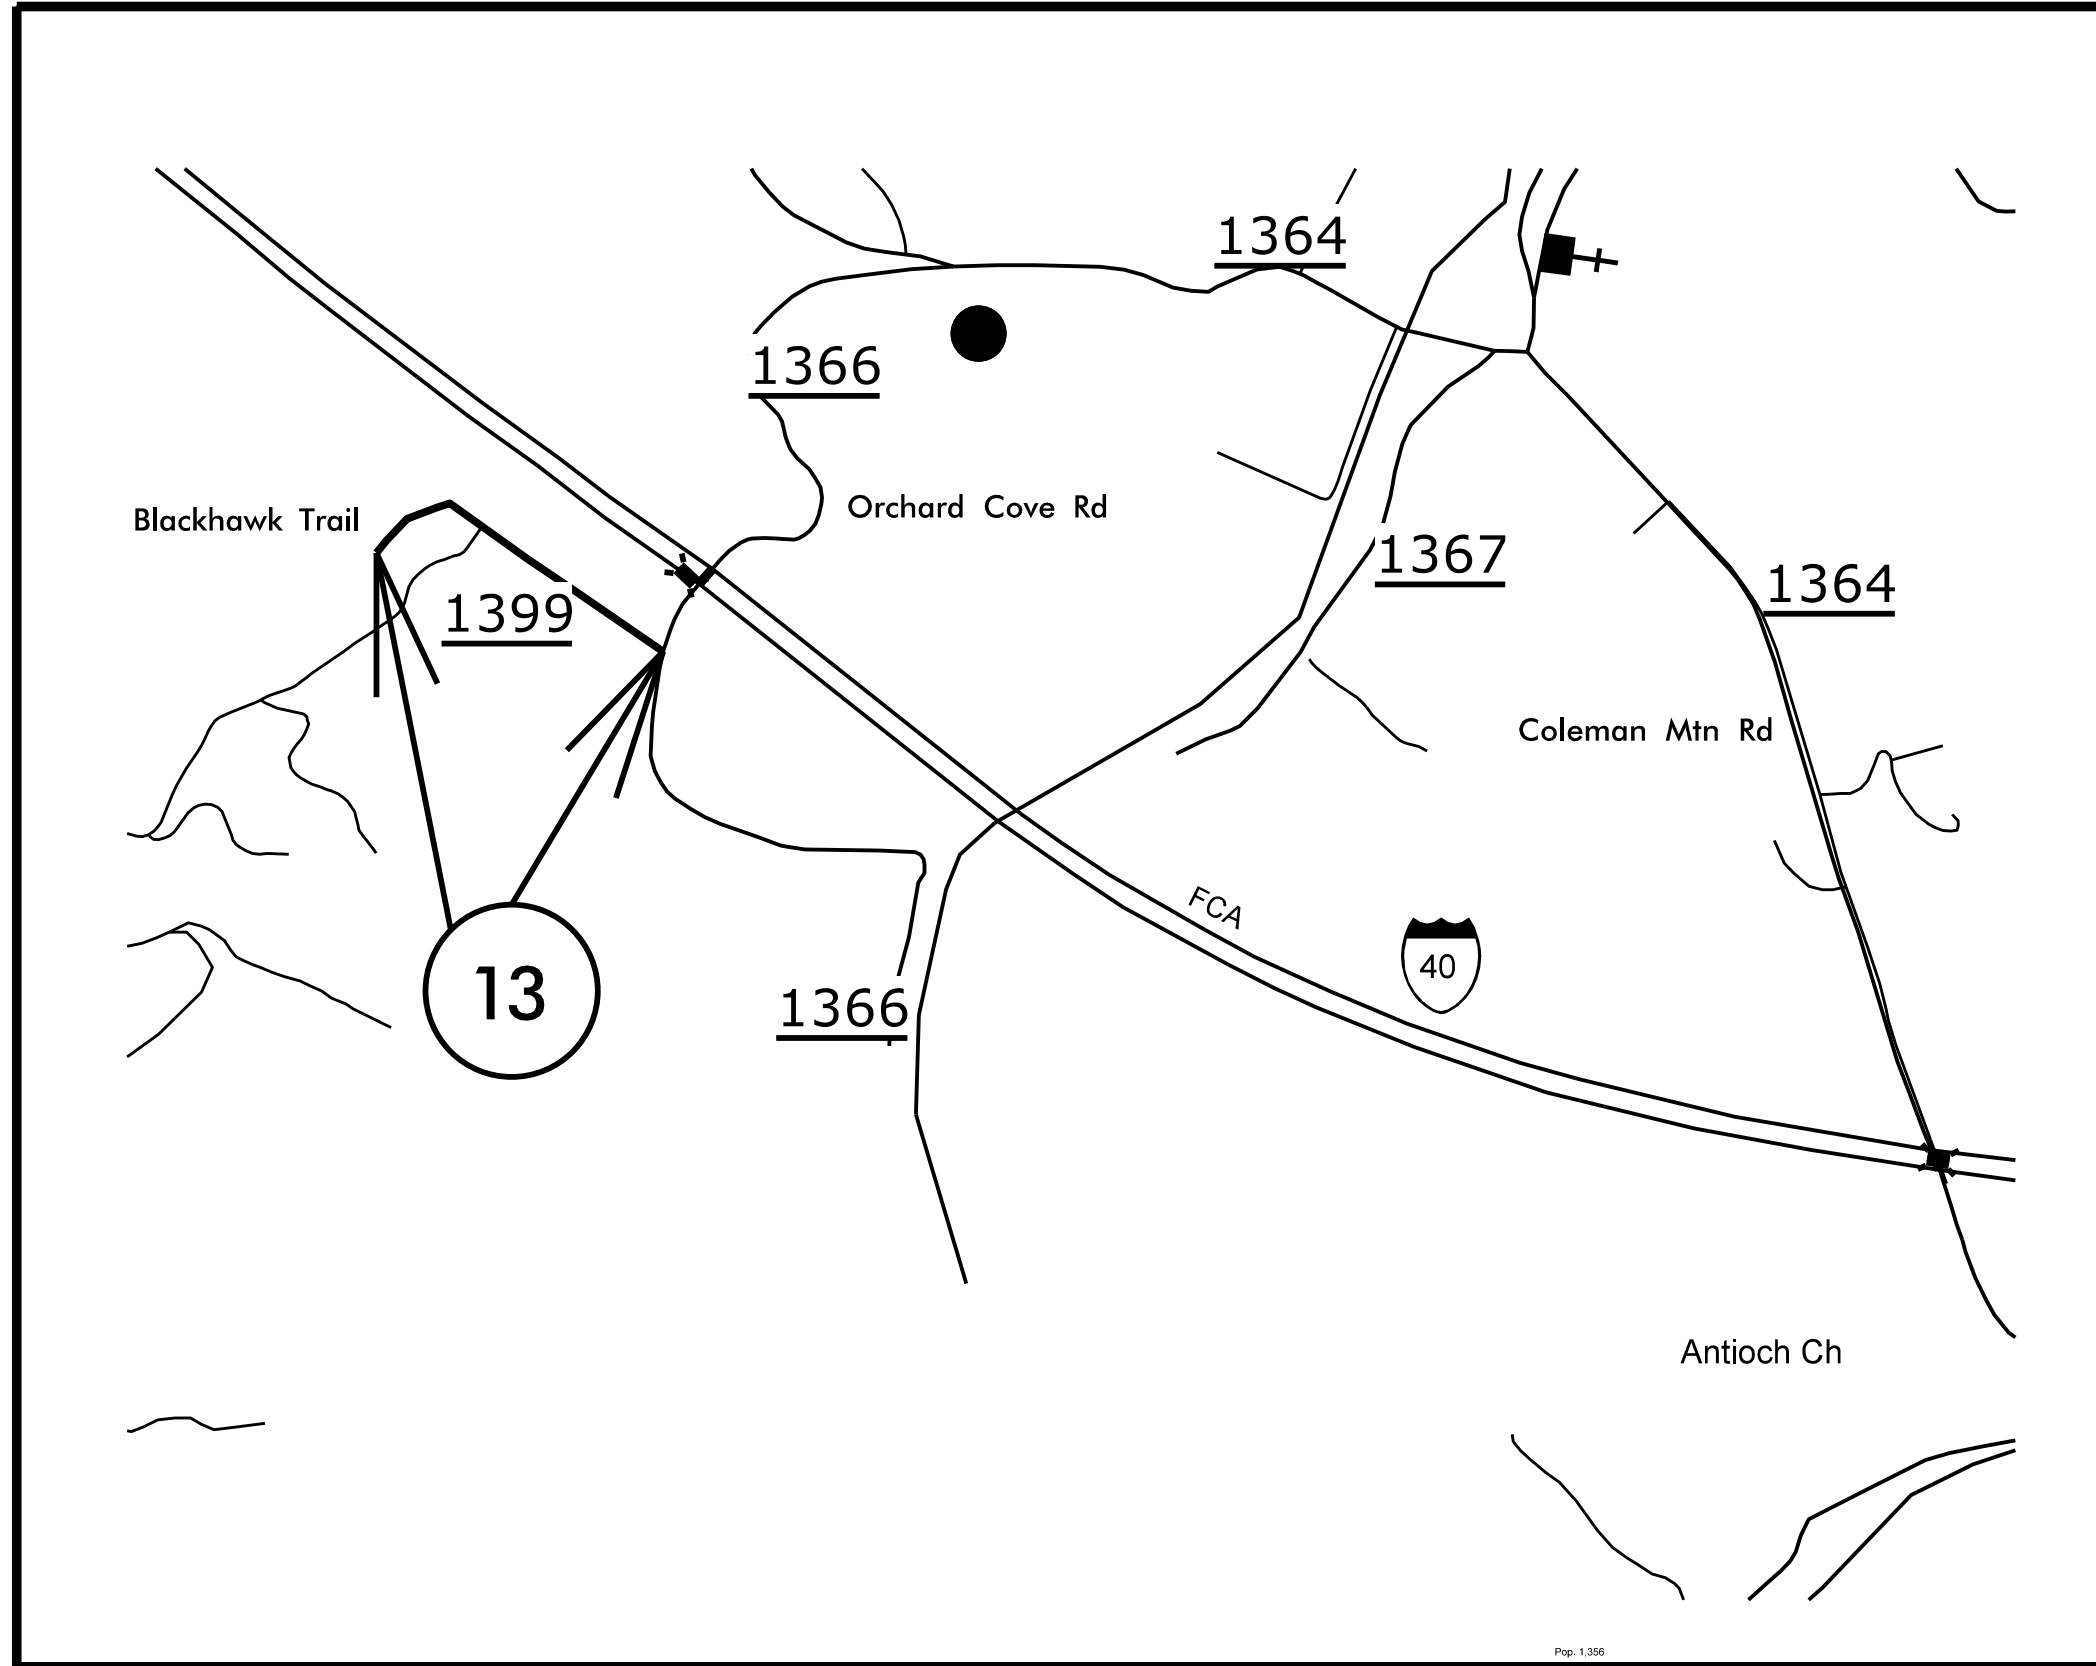 1364
1366
Orchard Cove Rd
Blackhawk Trail
1367
1364
1399
Coleman Mtn Rd
FCA
40
13
1366
Antioch Ch
Pop. 1,356